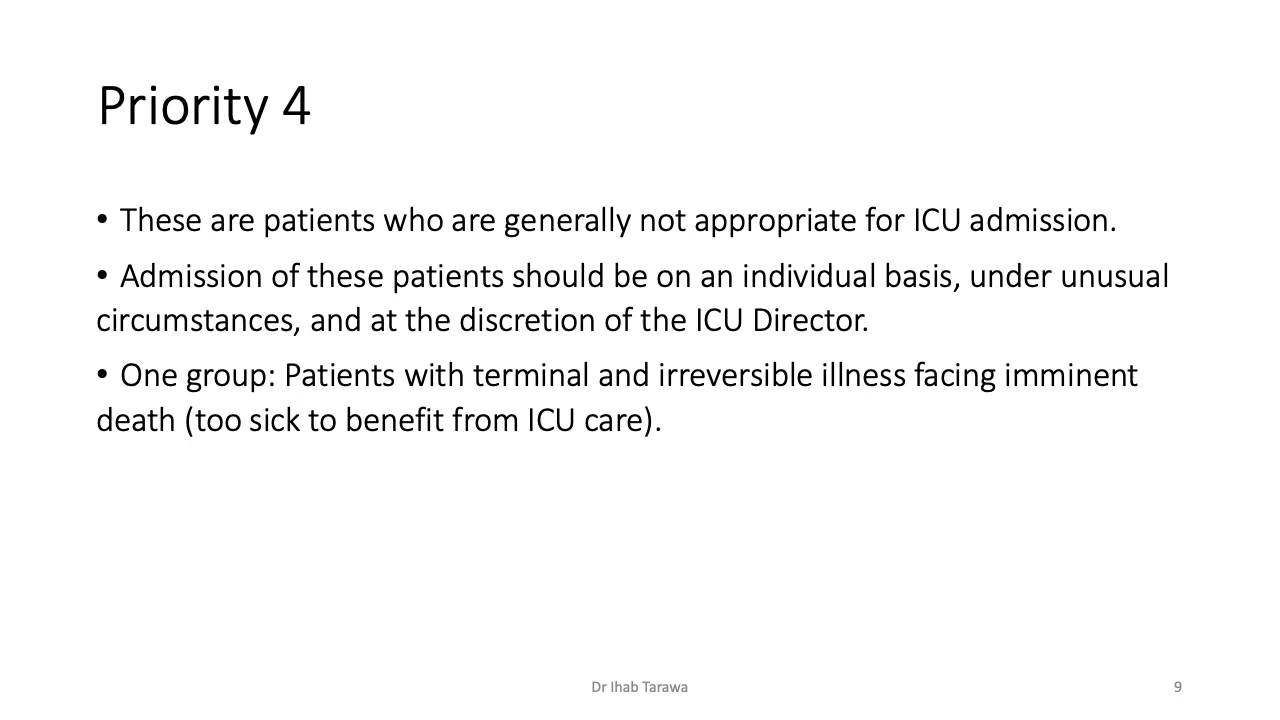 Priority 4
• These are patients who are generally not appropriate for ICU admission.
• Admission of these patients should be on an individual basis, under unusual
circumstances, and at the discretion of the ICU Director.
• One group: Patients with terminal and irreversible illness facing imminent
death (too sick to benefit from ICU care).
Dr Ihab Tarawa
9